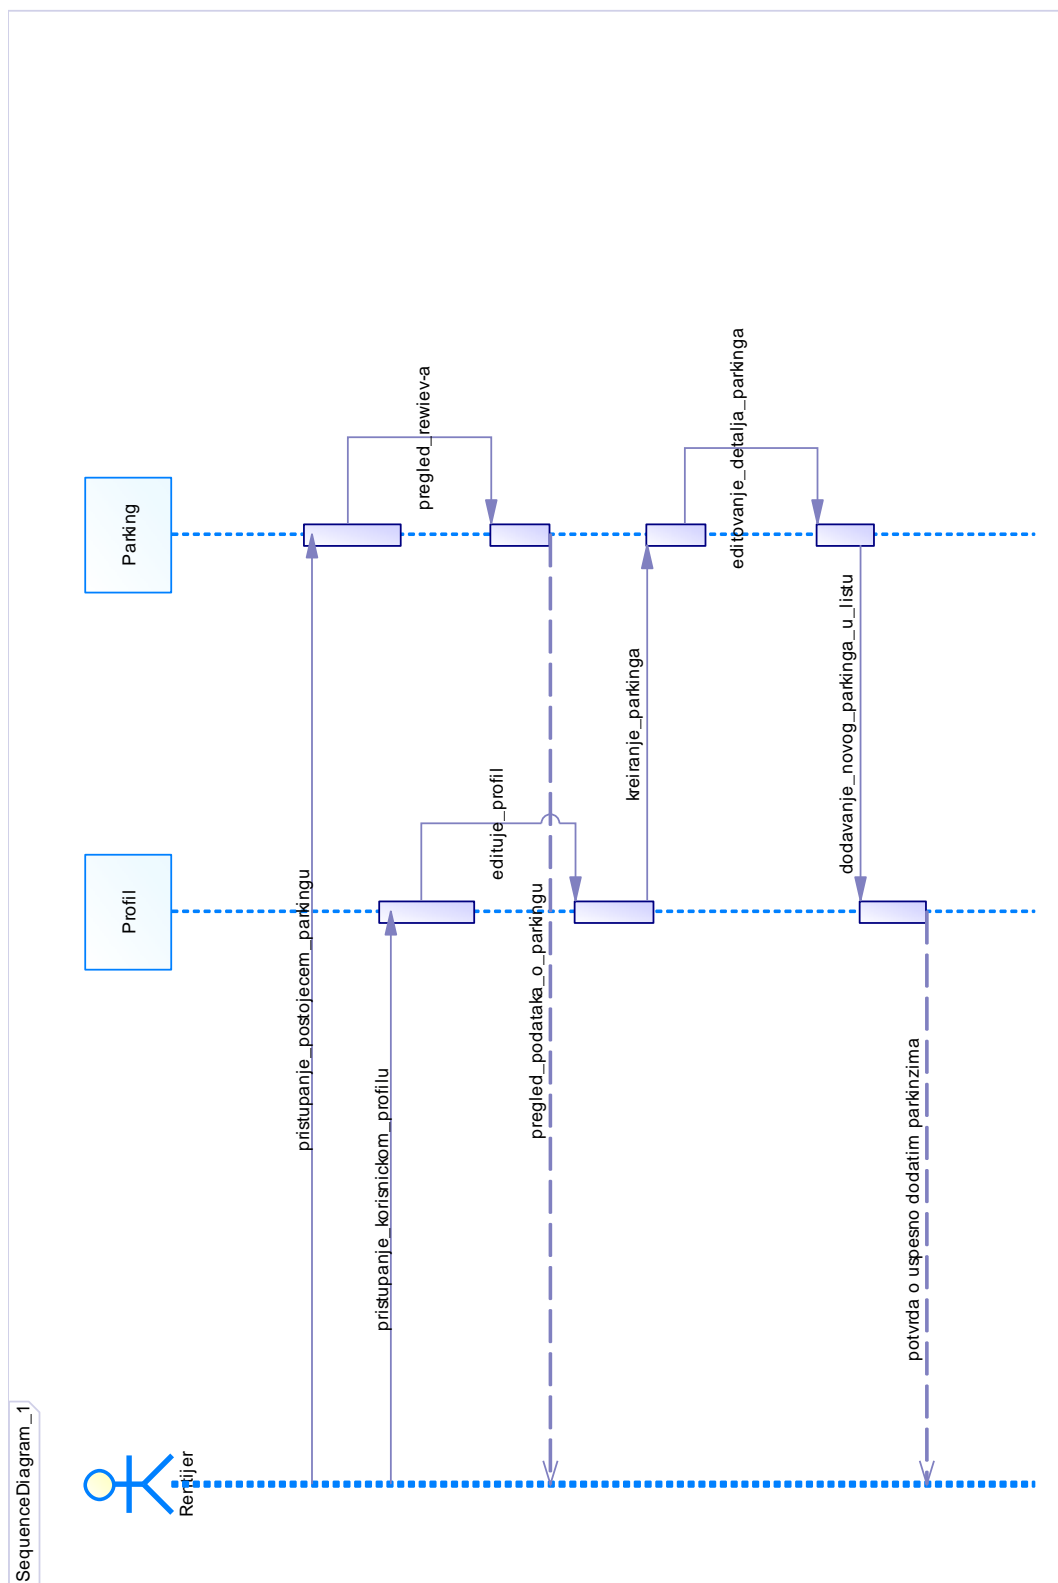 SequenceDiagram_1
Rentijer
Profil
Parking
pristupanje_postojecem_parkingu
pristupanje_korisnickom_profilu
pregled_rewiev-a
edituje_profil
pregled_podataka_o_parkingu
kreiranje_parkinga
editovanje_detalja_parkinga
dodavanje_novog_parkinga_u_listu
potvrda o uspesno dodatim parkinzima